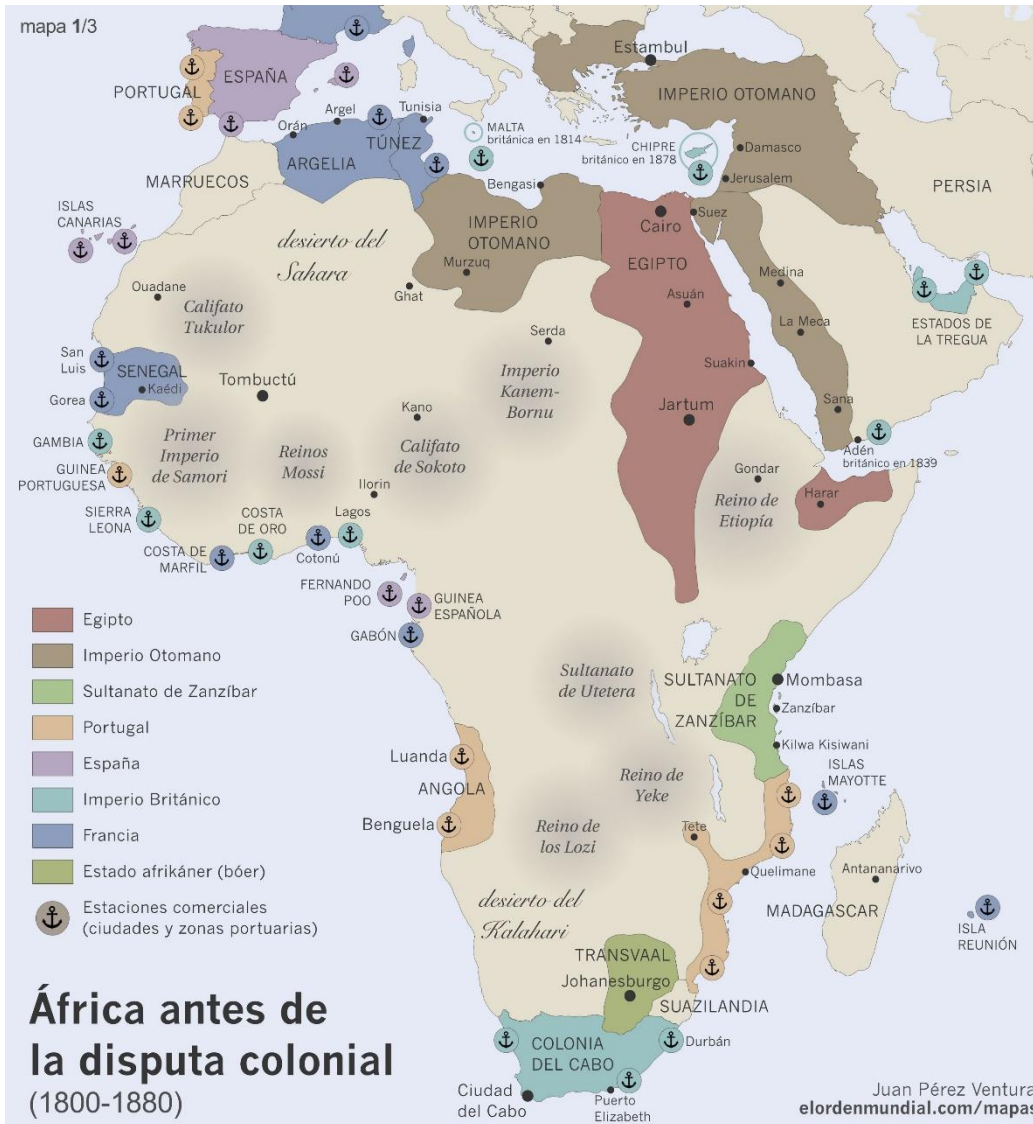 mapa 1/3
Estambul
ESPAÑA
PORTUGAL
IMPERIO OTOMANO
Argel
Tunisia
Orán
TÚNEZ
MALTA
británica en 1814
CHIPRE
británico en 1878
Damasco
ARGELIA
MARRUECOS
Jerusalem
Bengasi
PERSIA
ISLAS
CANARIAS
desierto del
Sahara
IMPERIO
OTOMANO
Suez
Cairo
Murzuq
EGIPTO
Medina
Ouadane
Ghat
Asuán
Califato
Tukulor
La Meca
ESTADOS DE
LA TREGUA
Serda
San
Luis
SENEGAL
Kaédi
Suakin
Imperio
Kanem-
Bornu
Tombuctú
Gorea
Kano
Jartum
Sana
GAMBIA
Primer
Imperio
de Samori
Reinos
Mossi
Califato
de Sokoto
Adén
británico en 1839
GUINEA
PORTUGUESA
Gondar
Ilorin
Harar
Reino de
Etiopía
SIERRA
LEONA
COSTA
DE ORO
Lagos
COSTA DE
MARFIL
Cotonú
FERNANDO
POO
GUINEA
ESPAÑOLA
GABÓN
Egipto
Imperio Otomano
Sultanato de Zanzíbar
Portugal
España
Imperio Británico
Francia
Estado afrikáner (bóer)
Estaciones comerciales
(ciudades y zonas portuarias)
Sultanato
de Utetera
SULTANATO
DE
ZANZÍBAR
Mombasa
Zanzíbar
Kilwa Kisiwani
Luanda
ANGOLA
Benguela
Reino de
Yeke
ISLAS
MAYOTTE
Reino de
los Lozi
Tete
Quelimane
Antananarivo
MADAGASCAR
desierto del
Kalahari
ISLA
REUNIÓN
TRANSVAAL
Johanesburgo
SUAZILANDIA
COLONIA
DEL CABO
Durbán
Ciudad
del Cabo
Puerto
Elizabeth
África antes de
la disputa colonial
(1800-1880)
Juan Pérez Ventura
elordenmundial.com/mapas